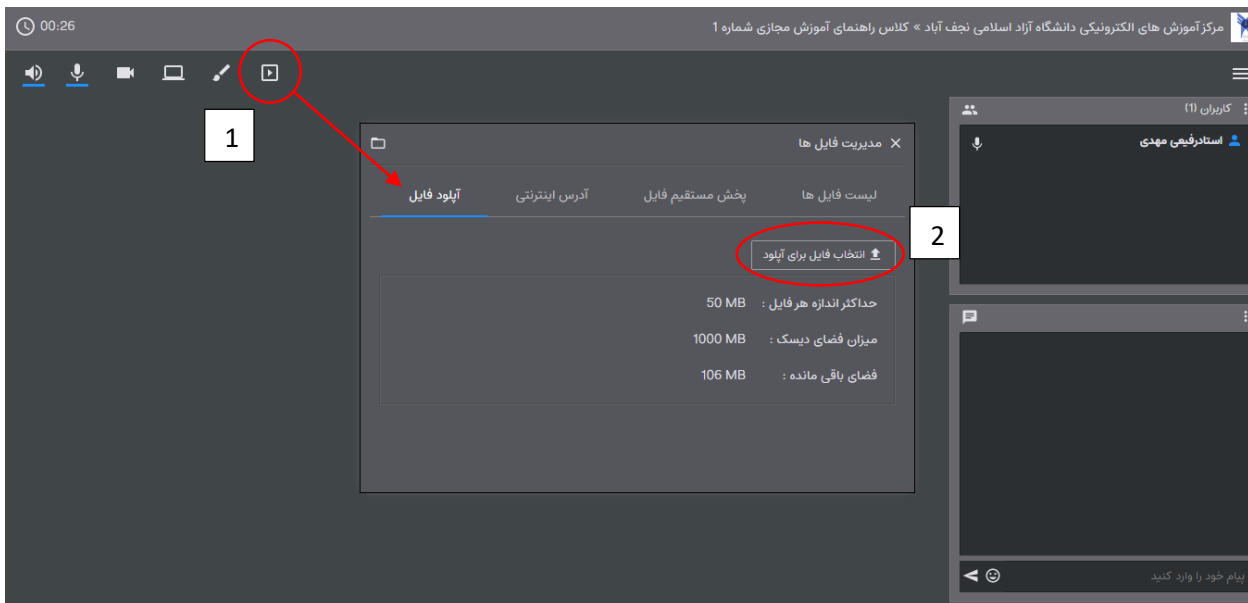 مرکز آموزش های الکترونیکی دانشگاه آزاد اسلامی نجف آباد » کلاس راهنمای آموزش مجازی شماره 1
00:26
کاربران (1)
استادرفیعی مهدی
1
مدیریت فایل ها
لیست فایل ها
پخش مستقیم فایل
آدرس اینترنتی
آپلود فایل
2
انتخاب فایل برای آپلود
حداکثر اندازه هر فایل : 50 MB
میزان فضای دیسک : 1000 MB
فضای باقی مانده : 106 MB
پیام خود را وارد کنید